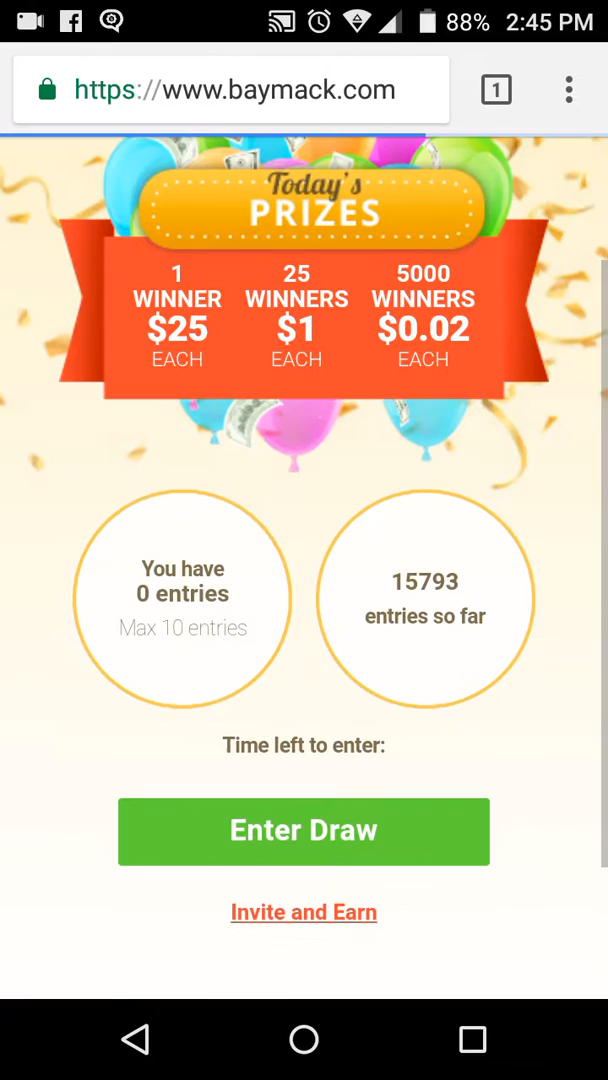 88% 2:45 PM
https://www.baymack.com
1
Today's
PRIZES
1
WINNER
$25
EACH
25
WINNERS
$1
EACH
5000
WINNERS
$0.02
EACH
You have
0 entries
Max 10 entries
15793
entries so far
Time left to enter:
Enter Draw
Invite and Earn